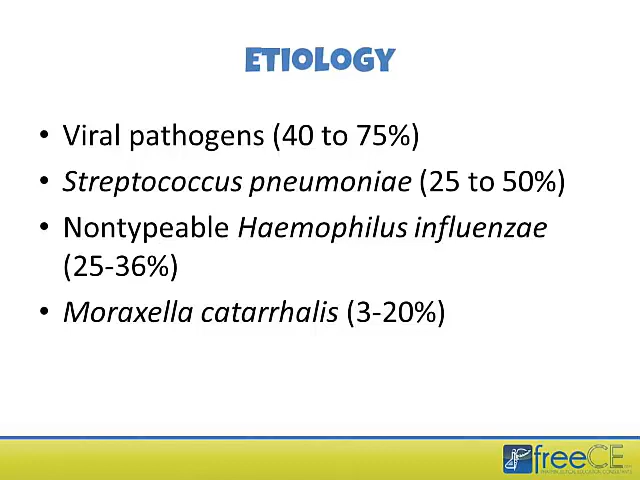 ETIOLOGY
• Viral pathogens (40 to 75%)
• Streptococcus pneumoniae (25 to 50%)
• Nontypeable Haemophilus influenzae
(25-36%)
• Moraxella catarrhalis (3-20%)
freeCE